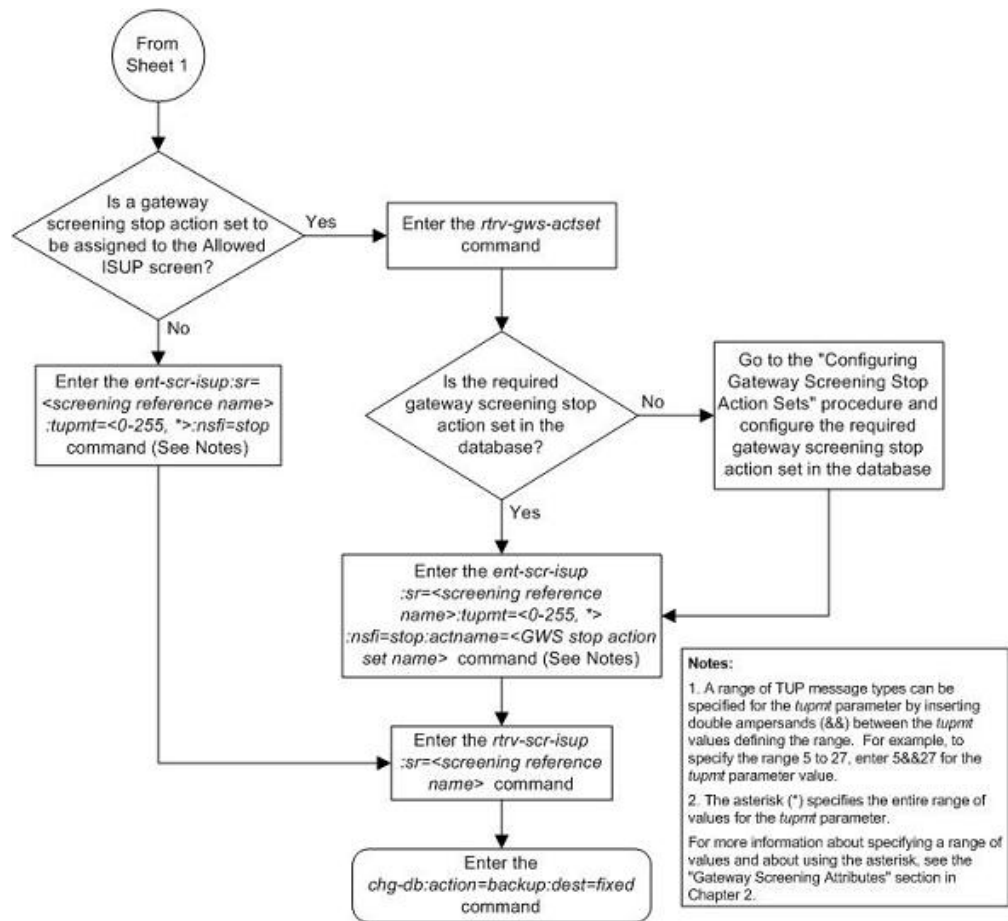 From
Sheet 1
Is a gateway
screening stop action set to
be assigned to the Allowed
ISUP screen?
Yes
Enter the rtrv-gws-actset
command
No
Enter the ent-scr-isup:sr=
<screening reference name>
:tupmt=<0-255, *>:nsfi=stop
command (See Notes)
Is the required
gateway screening stop
action set in the
database?
No
Go to the "Configuring
Gateway Screening Stop
Action Sets" procedure and
configure the required
gateway screening stop
action set in the database
Yes
Enter the ent-scr-isup
:sr=<screening reference
name>:tupmt=<0-255, *>
:nsfi=stop:actname=<GWS stop action
set name> command (See Notes)
Enter the rtrv-scr-isup
:sr=<screening reference
name> command
Enter the
chg-db:action=backup:dest=fixed
command
Notes:
1. A range of TUP message types can be
specified for the tupmt parameter by inserting
double ampersands (&&) between the tupmt
values defining the range. For example, to
specify the range 5 to 27, enter 5&&27 for the
tupmt parameter value.
2. The asterisk (*) specifies the entire range of
values for the tupmt parameter.
For more information about specifying a range of
values and about using the asterisk, see the
"Gateway Screening Attributes" section in
Chapter 2.